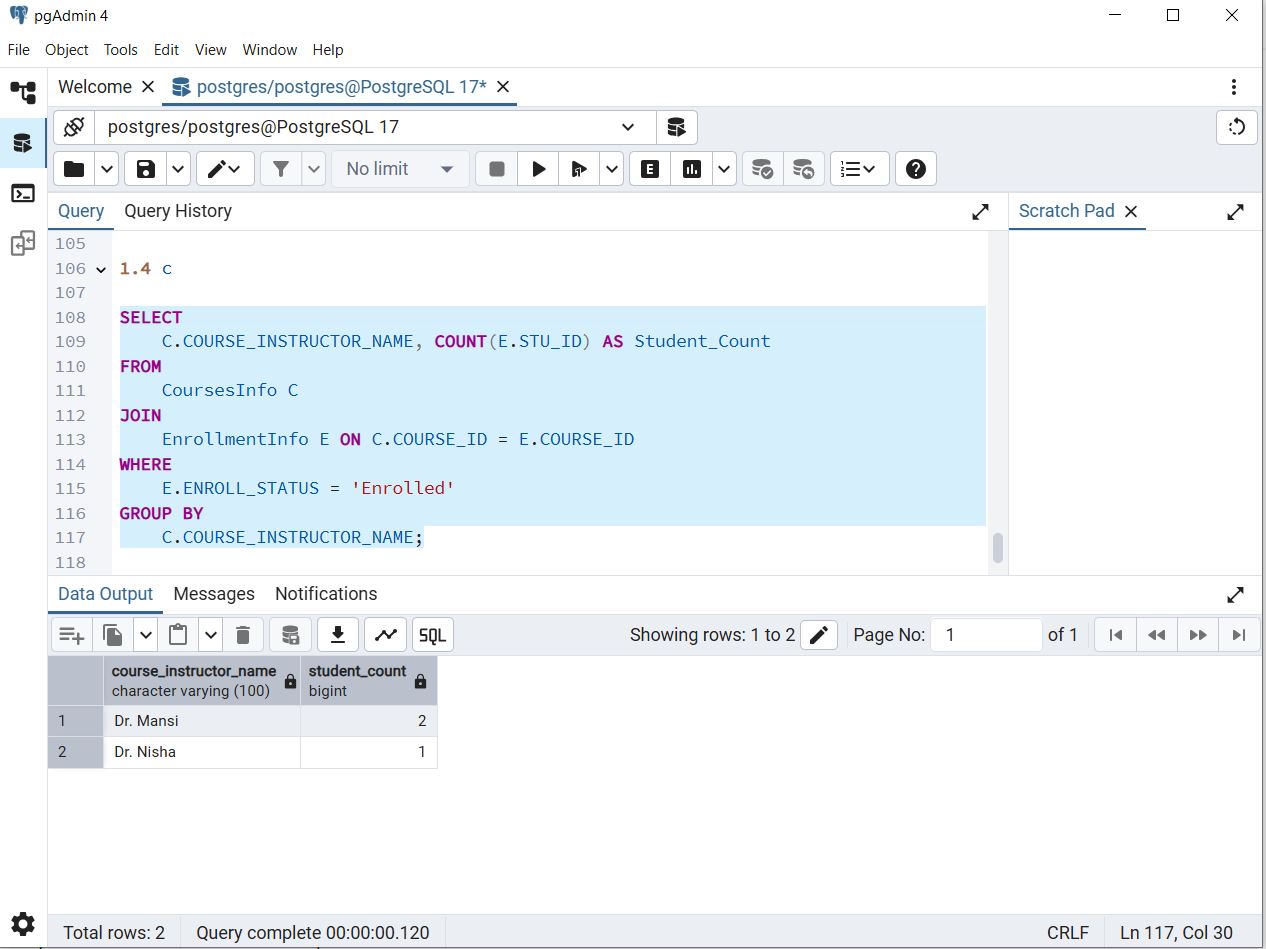 pgAdmin 4
File Object Tools Edit View Window Help
Welcome postgres/postgres@PostgreSQL 17*
postgres/postgres@PostgreSQL 17
No limit E
Query Query History Scratch Pad
105
106 1.4 c
107
108 SELECT
109 C.COURSE_INSTRUCTOR_NAME, COUNT(E.STU_ID) AS Student_Count
110 FROM
111 CoursesInfo C
112 JOIN
113 EnrollmentInfo E ON C.COURSE_ID = E.COURSE_ID
114 WHERE
115 E.ENROLL_STATUS = 'Enrolled'
116 GROUP BY
117 C.COURSE_INSTRUCTOR_NAME;
118
Data Output Messages Notifications
SQL Showing rows: 1 to 2 Page No: 1 of 1
course_instructor_name student_count
character varying (100) bigint
1 Dr. Mansi 2
2 Dr. Nisha 1
Total rows: 2 Query complete 00:00:00.120 CRLF Ln 117, Col 30